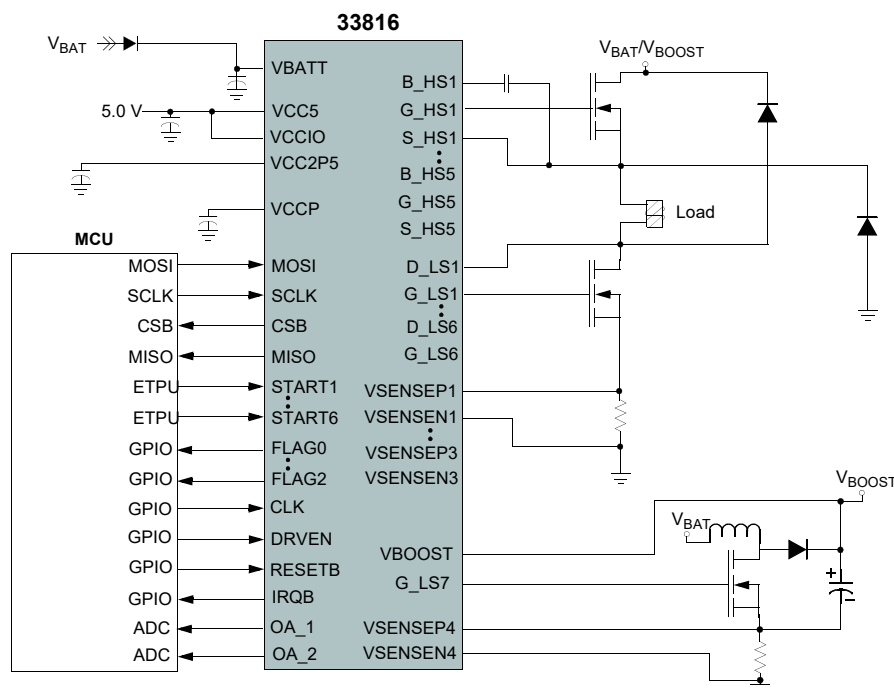 33816
VBAT
5.0 V
VBATT
VCC5
VCCIO
VCC2P5
VCCP
MCU
MOSI
SCLK
CSB
MISO
ETPU
ETPU
GPIO
GPIO
GPIO
GPIO
GPIO
GPIO
ADC
ADC
MOSI
SCLK
CSB
MISO
START1
START6
FLAG0
FLAG2
CLK
DRVEN
RESETB
IRQB
OA_1
OA_2
B_HS1
G_HS1
S_HS1
B_HS5
G_HS5
S_HS5
D_LS1
G_LS1
D_LS6
G_LS6
VSENSEP1
VSENSEN1
VSENSEP3
VSENSEN3
VBOOST
G_LS7
VSENSEP4
VSENSEN4
VBAT/VBOOST
Load
VBOOST
VBAT
+
-